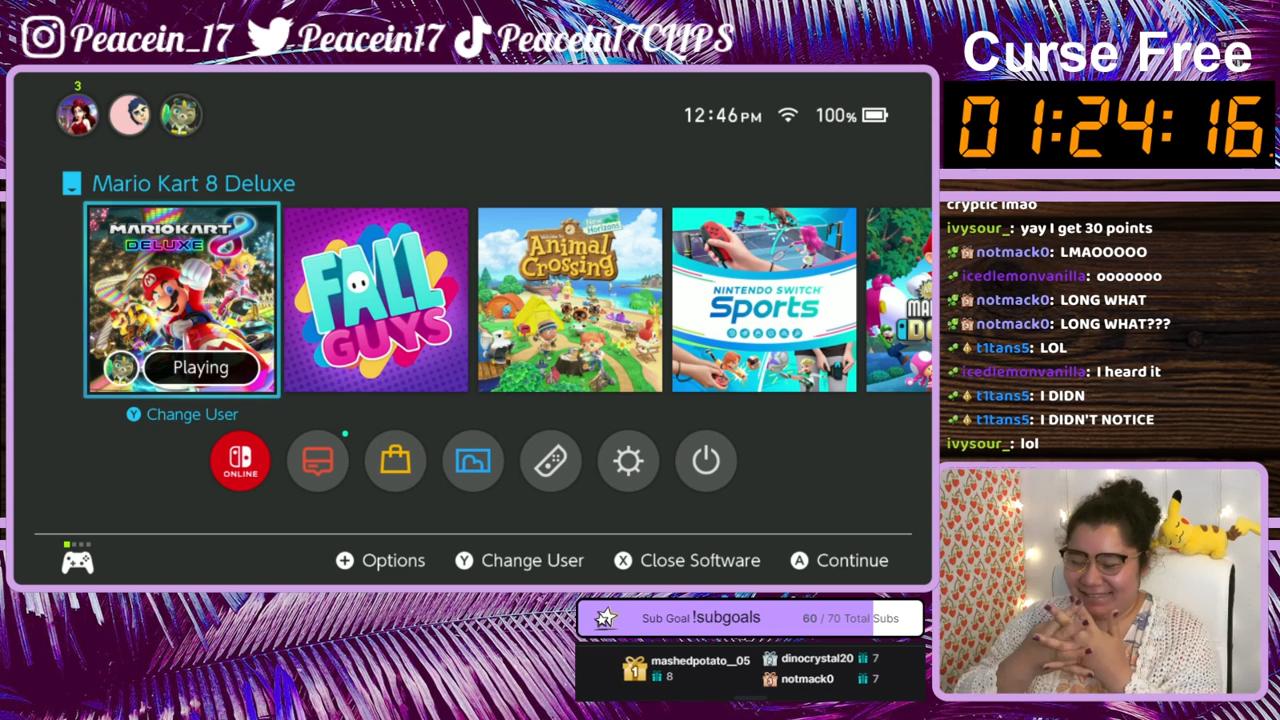 Peacein_17 Peacein17 Peacein17CLIPS
Curse Free
01:24:16
3
12:46 PM 100%
Mario Kart 8 Deluxe
MARIOKART 8
DELUXE
Playing
FALL
GUYS
New Horizons
Animal
Crossing
NINTENDO SWITCH
Sports
Y Change User
ONLINE
+ Options Y Change User X Close Software A Continue
cryptic lmao
ivysour_: yay I get 30 points
notmack0: LMAOOOOO
icedlemonvanilla: ooooooo
notmack0: LONG WHAT
notmack0: LONG WHAT???
t1tans5: LOL
icedlemonvanilla: I heard it
t1tans5: I DIDN
t1tans5: I DIDN'T NOTICE
ivysour_: lol
Sub Goal !subgoals 60 / 70 Total Subs
1 mashedpotato__05 8
dinocrystal20 7
notmack0 7